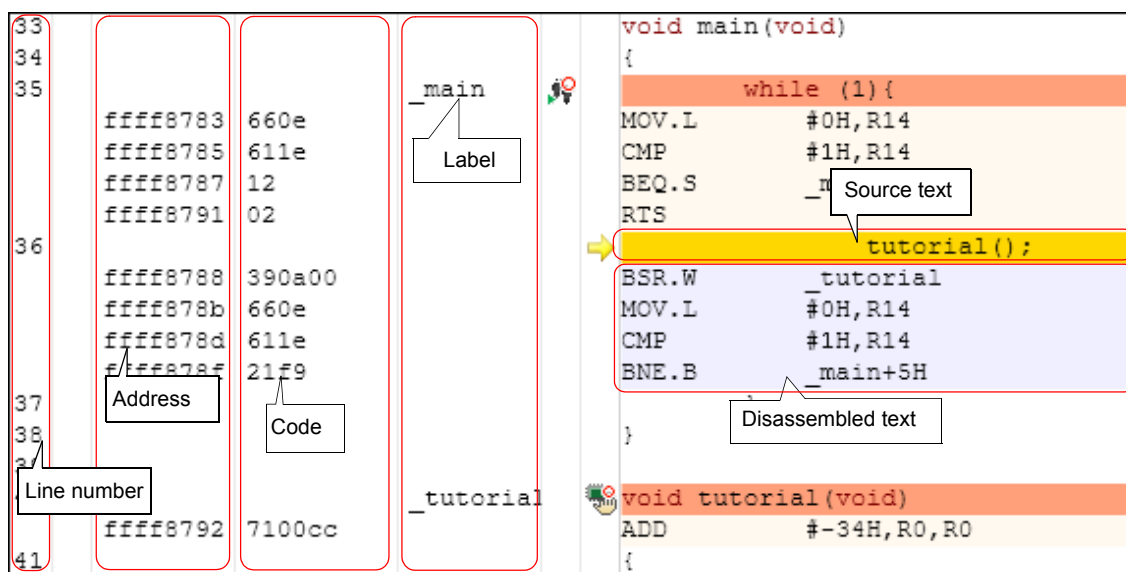 33 void main(void)
34 {
35 _main while (1){
ffff8783 660e MOV.L #0H,R14
ffff8785 611e CMP #1H,R14
Label
ffff8787 12 BEQ.S
Source text
ffff8791 02 RTS
36 tutorial();
ffff8788 390a00 BSR.W _tutorial
ffff878b 660e MOV.L #0H,R14
ffff878d 611e CMP #1H,R14
ffff878f 21f9 BNE.B _main+5H
Address
37
Code
Disassembled text
38 }
Line number
_tutorial void tutorial(void)
ffff8792 7100cc ADD #-34H,R0,R0
41 {